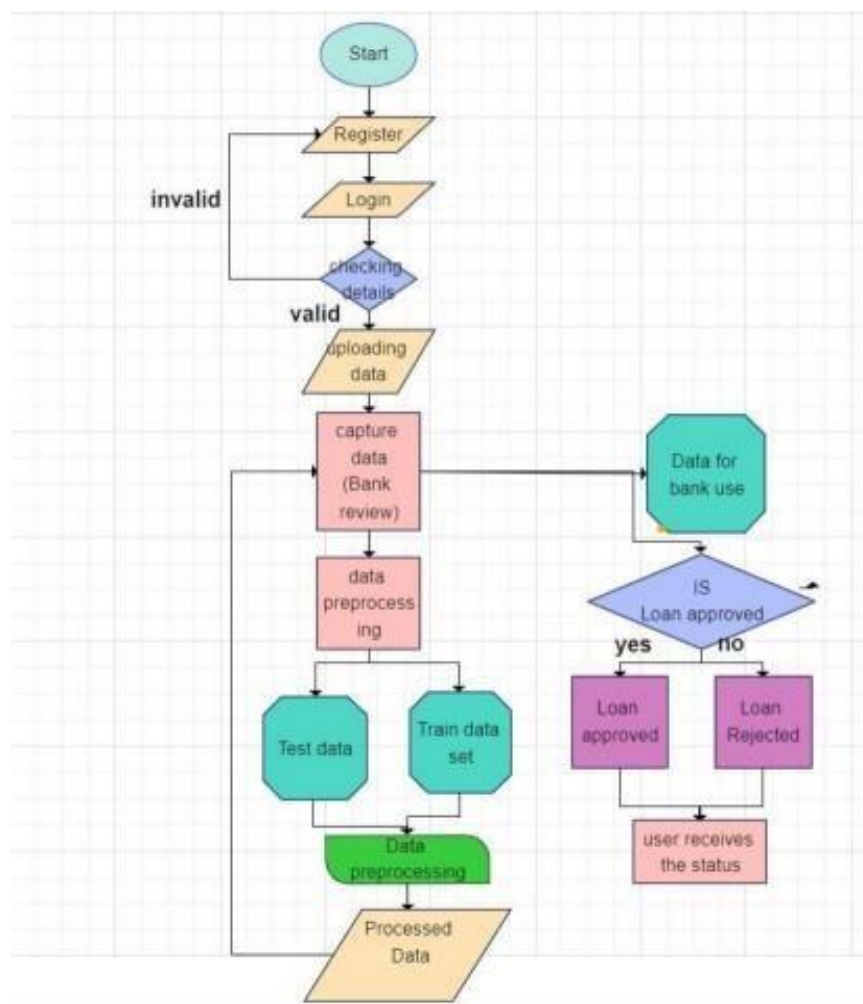 Start
Register
invalid
Login
checking
details
valid
uploading
data
capture
data
(Bank
review)
Data for
bank use
data
preprocess
ing
IS
Loan approved
yes
no
Test data
Train data
set
Loan
approved
Loan
Rejected
Data
preprocessing
user receives
the status
Processed
Data